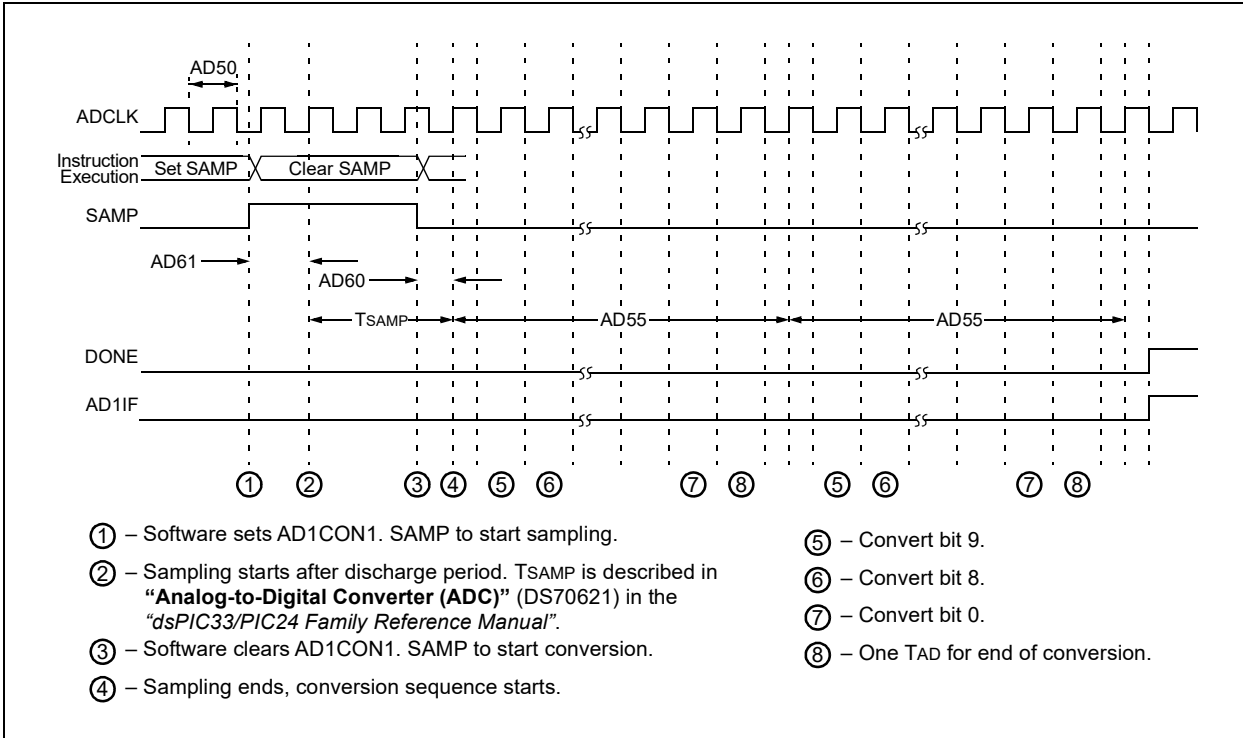 AD50
ADCLK
Instruction
Execution
Set SAMP
Clear SAMP
SAMP
AD61
AD60
TSAMP
AD55
AD55
DONE
AD1IF
1 2 3 4 5 6 7 8 5 6 7 8
1 – Software sets AD1CON1. SAMP to start sampling.
2 – Sampling starts after discharge period. TSAMP is described in
“Analog-to-Digital Converter (ADC)” (DS70621) in the
“dsPIC33/PIC24 Family Reference Manual”.
3 – Software clears AD1CON1. SAMP to start conversion.
4 – Sampling ends, conversion sequence starts.
5 – Convert bit 9.
6 – Convert bit 8.
7 – Convert bit 0.
8 – One TAD for end of conversion.